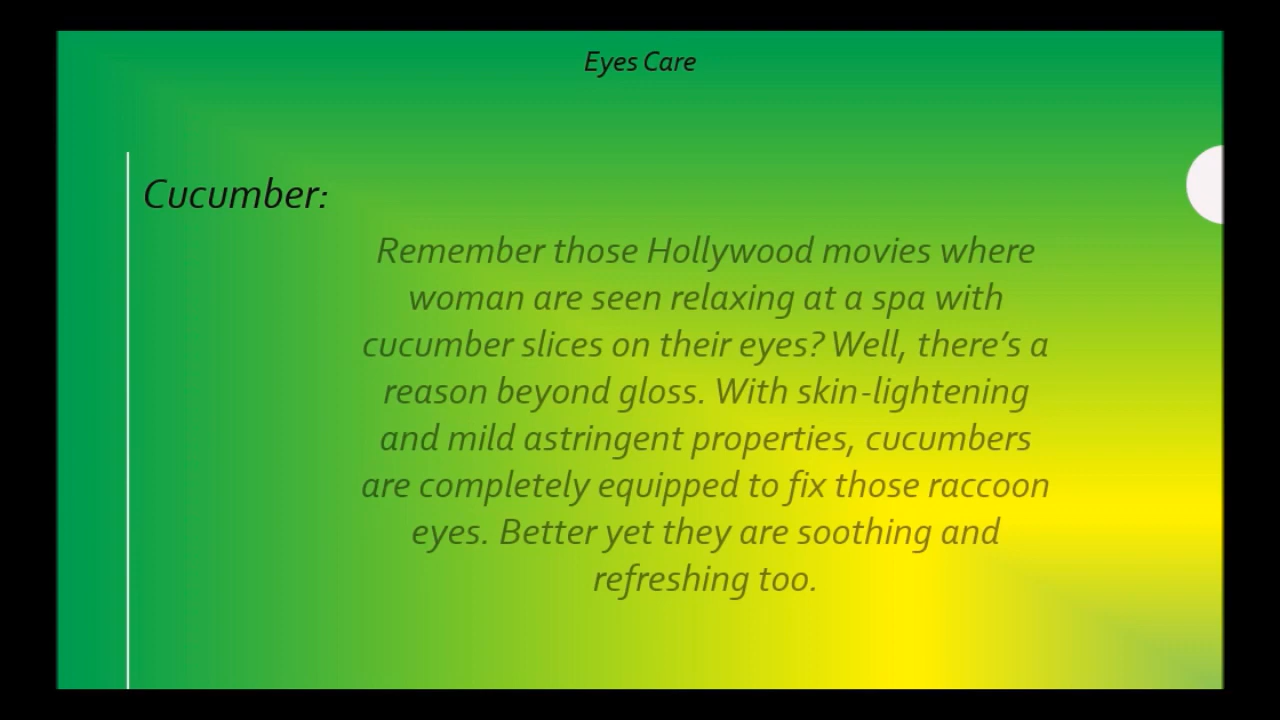 Eyes Care
Cucumber:
Remember those Hollywood movies where
woman are seen relaxing at a spa with
cucumber slices on their eyes? Well, there’s a
reason beyond gloss. With skin-lightening
and mild astringent properties, cucumbers
are completely equipped to fix those raccoon
eyes. Better yet they are soothing and
refreshing too.